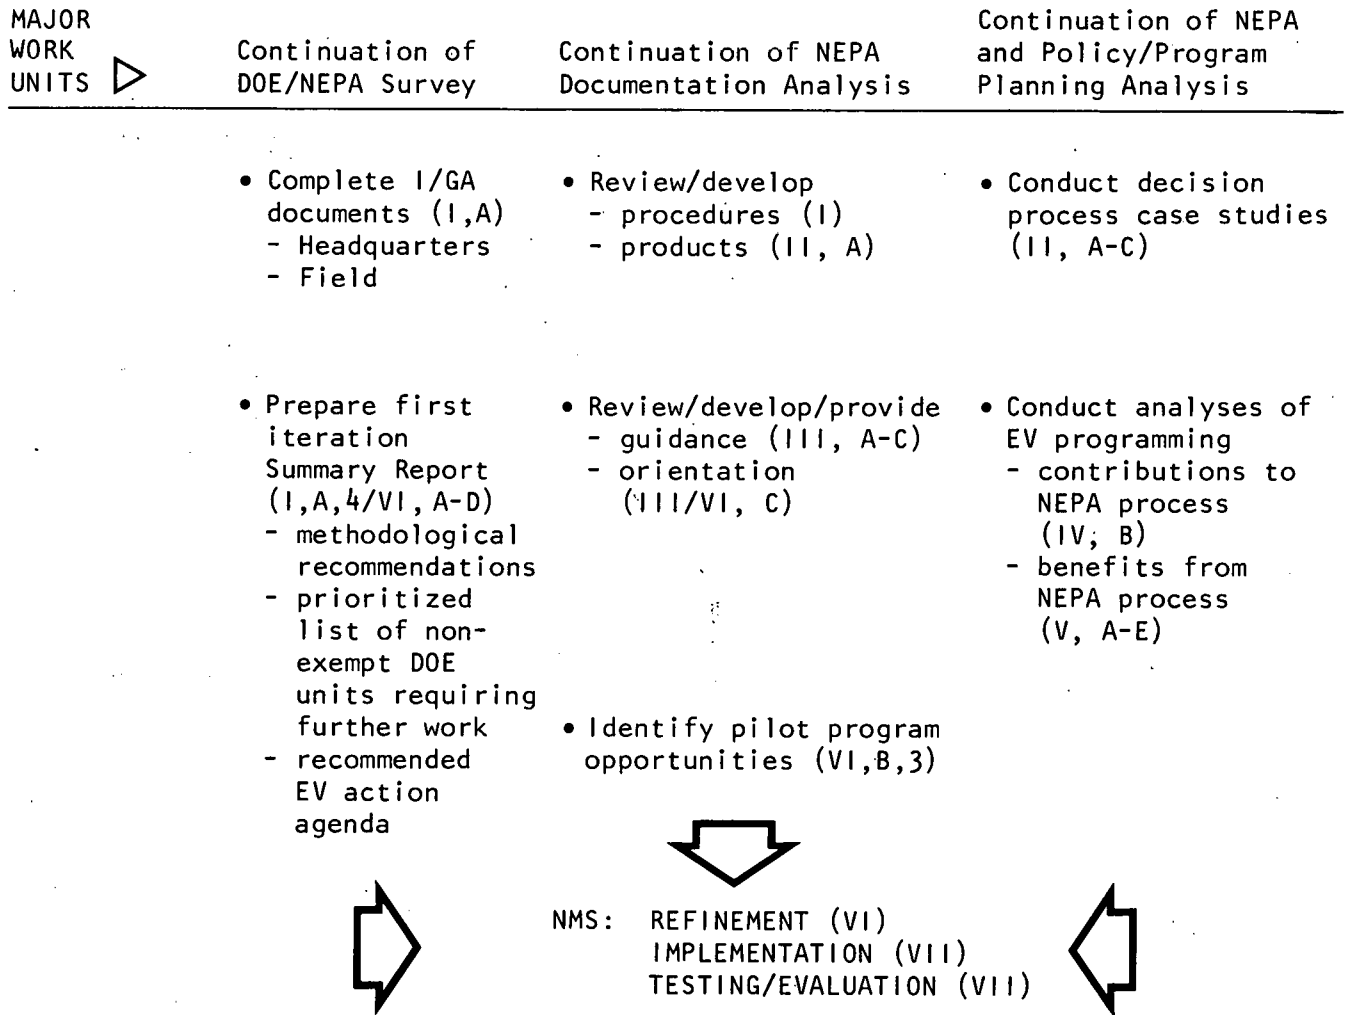 MAJOR
WORK
UNITS
Continuation of
DOE/NEPA Survey
Continuation of NEPA
Documentation Analysis
Continuation of NEPA
and Policy/Program
Planning Analysis
• Complete I/GA
documents (I,A)
- Headquarters
- Field
• Prepare first
iteration
Summary Report
(I,A,4/VI, A-D)
- methodological
recommendations
- prioritized
list of non-
exempt DOE
units requiring
further work
- recommended
EV action
agenda
• Review/develop
- procedures (I)
- products (II, A)
• Review/develop/provide
- guidance (III, A-C)
- orientation
(III/VI, C)
• Identify pilot program
opportunities (VI,B,3)
• Conduct decision
process case studies
(II, A-C)
• Conduct analyses of
EV programming
- contributions to
NEPA process
(IV; B)
- benefits from
NEPA process
(V, A-E)
NMS: REFINEMENT (VI)
IMPLEMENTATION (VII)
TESTING/EVALUATION (VII)